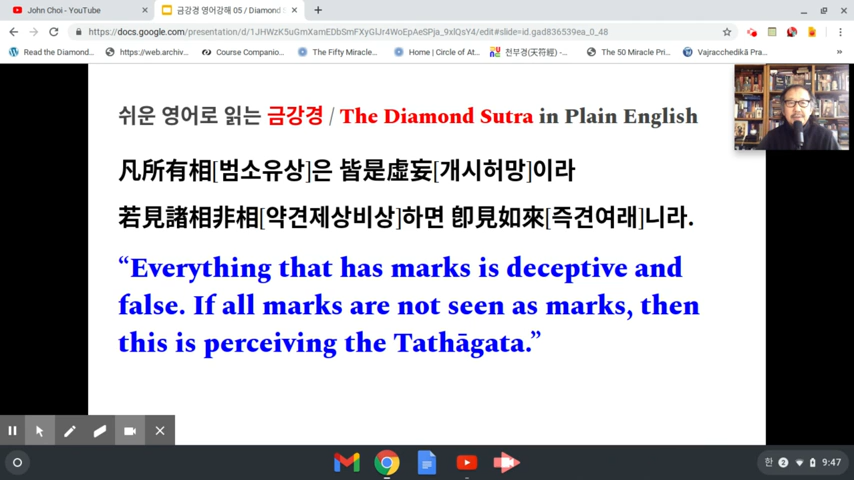 John Choi - YouTube
금강경 영어강해 05 / Diamond
https://docs.google.com/presentation/d/1JHWzK5uGmXamEDbSmFXyGIJr4WoEpAeSPja_9xlQsY4/edit#slide=id.gad836539ea_0_48
Read the Diamond... https://web.archiv... Course Companio... The Fifty Miracle... Home | Circle of At... 천부경(天符經) –... The 50 Miracle Pri... Vajracchedikā Pra... »
쉬운 영어로 읽는 금강경 / The Diamond Sutra in Plain English
凡所有相[범소유상]은 皆是虛妄[개시허망]이라
若見諸相非相[약견제상비상]하면 卽見如來[즉견여래]니라.
“Everything that has marks is deceptive and
false. If all marks are not seen as marks, then
this is perceiving the Tathāgata.”
한 2 9:47